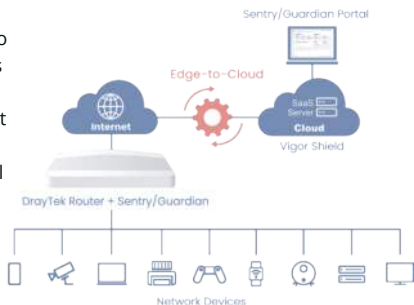 Sentry/Guardian Portal
Edge-to-Cloud
Internet
SaaS
Server
Cloud
Vigor Shield
DrayTek Router + Sentry/Guardian
Network Devices